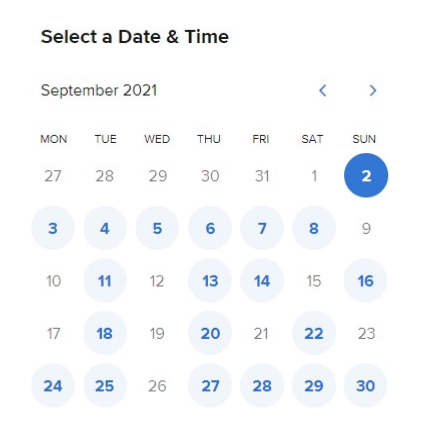 Select a Date & Time
September 2021
MON TUE WED THU FRI SAT SUN
27 28 29 30 31 1 2
3 4 5 6 7 8 9
10 11 12 13 14 15 16
17 18 19 20 21 22 23
24 25 26 27 28 29 30